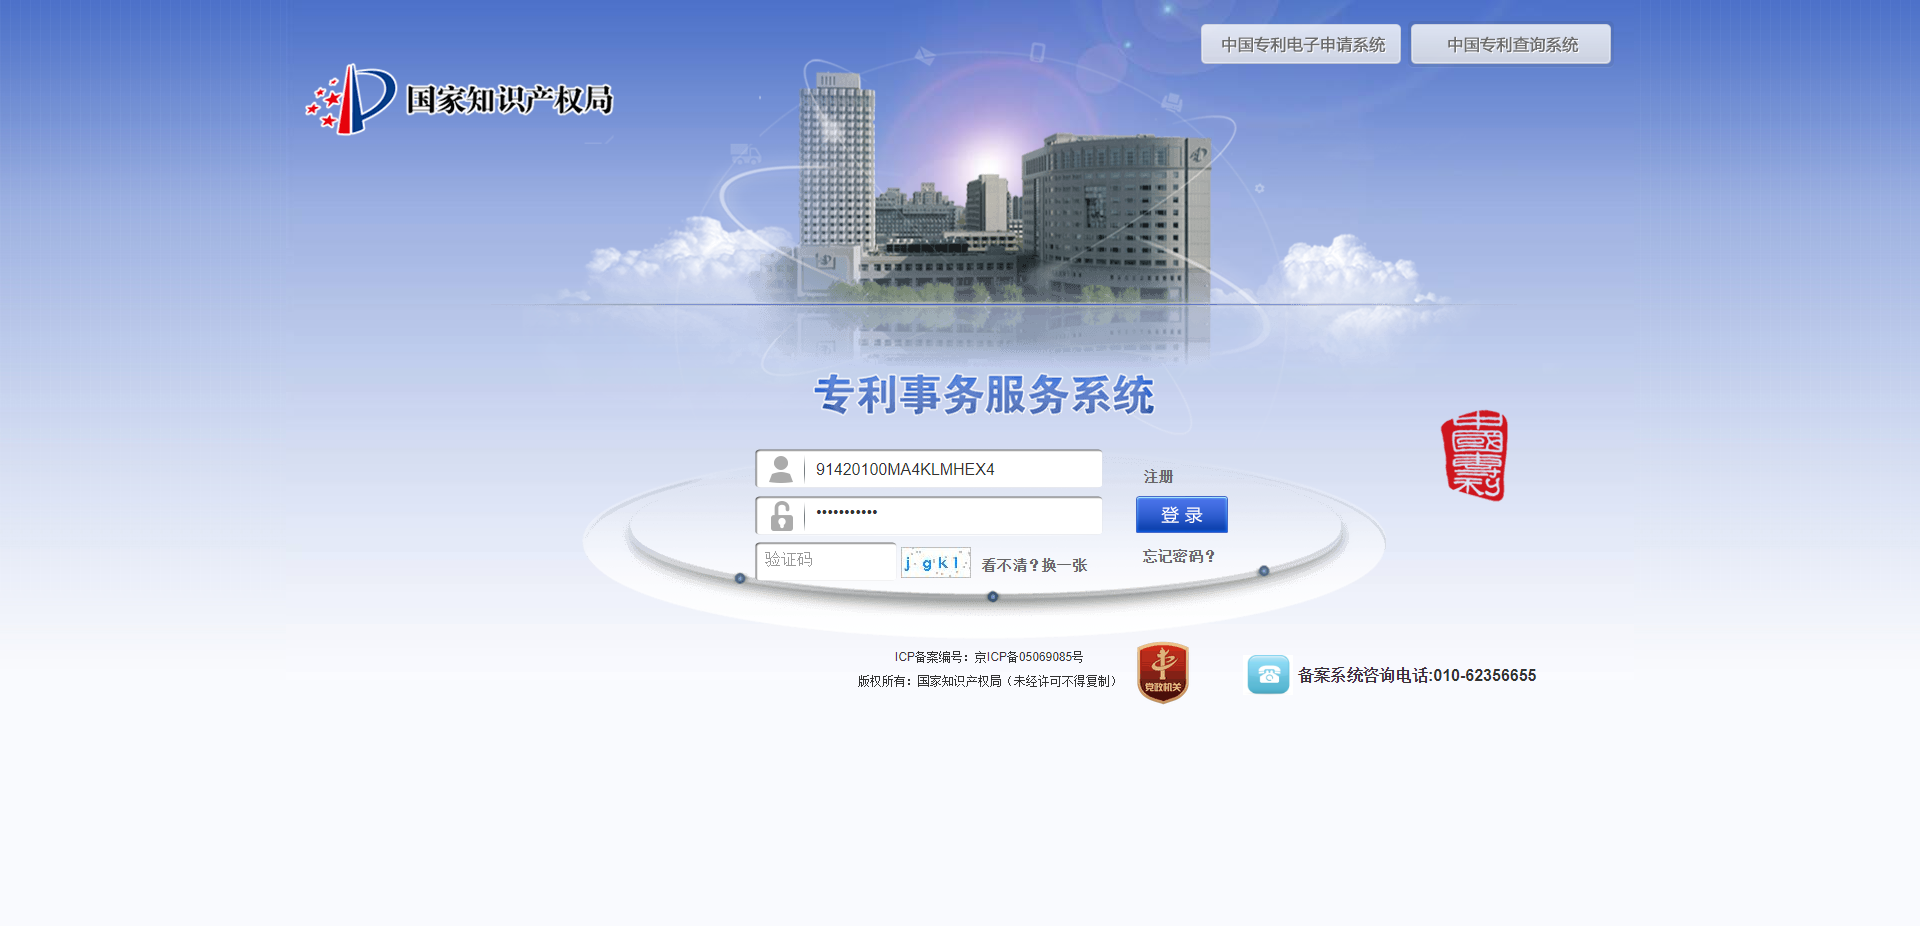 中国专利电子申请系统
中国专利查询系统
国家知识产权局
专利事务服务系统
中國專利
91420100MA4KLMHEX4
注册
•••••••••••
登 录
验证码
j g k l
看不清？换一张
忘记密码？
ICP备案编号：京ICP备05069085号
版权所有：国家知识产权局（未经许可不得复制）
党政机关
备案系统咨询电话:010-62356655